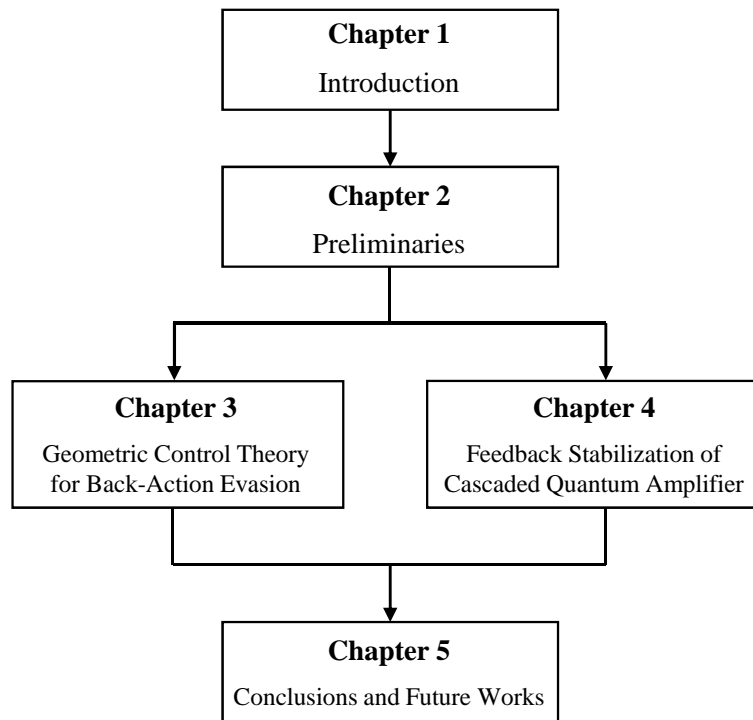 Chapter 1
Introduction
Chapter 2
Preliminaries
Chapter 3
Geometric Control Theory
for Back-Action Evasion
Chapter 4
Feedback Stabilization of
Cascaded Quantum Amplifier
Chapter 5
Conclusions and Future Works